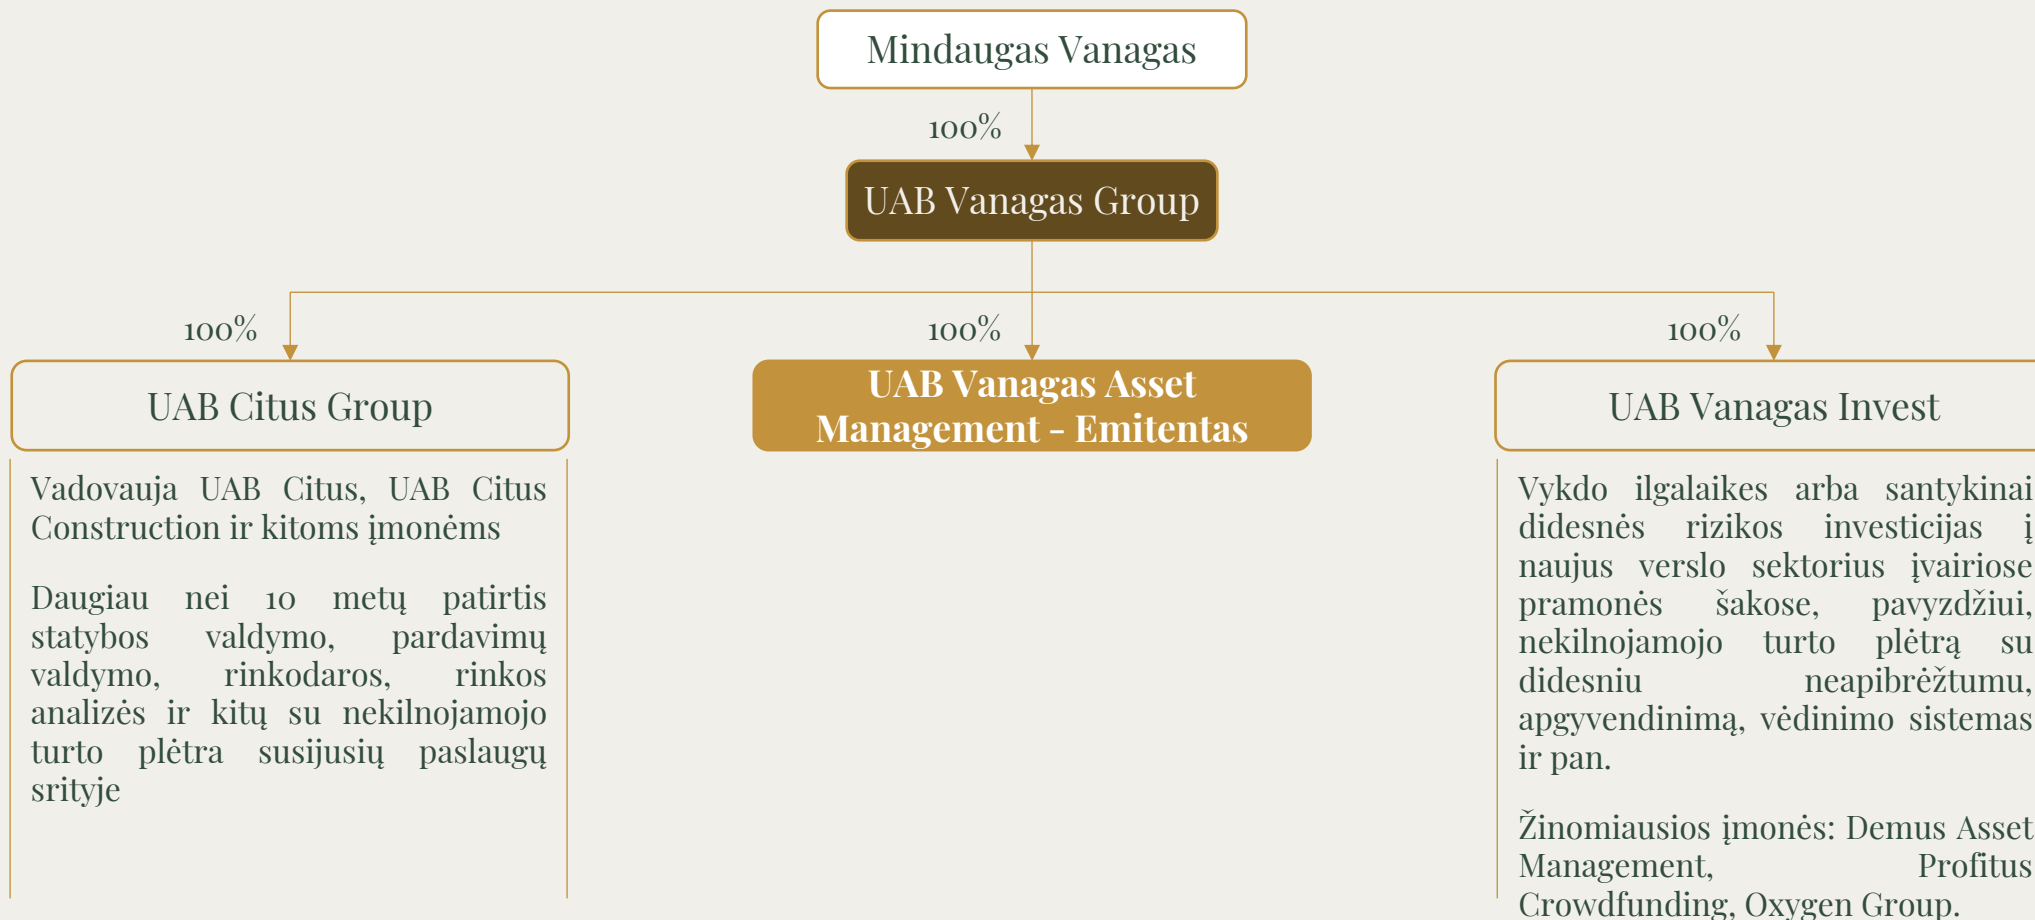 Mindaugas Vanagas
100%
UAB Vanagas Group
100%
100%
100%
UAB Citus Group
UAB Vanagas Asset
Management - Emitentas
UAB Vanagas Invest
Vadovauja UAB Citus, UAB Citus
Construction ir kitoms įmonėms
Daugiau nei 10 metų patirtis
statybos valdymo, pardavimų
valdymo, rinkodaros, rinkos
analizės ir kitų su nekilnojamojo
turto plėtra susijusių paslaugų
srityje
Vykdo ilgalaikes arba santykinai
didesnės rizikos investicijas į
naujus verslo sektorius įvairiose
pramonės šakose, pavyzdžiui,
nekilnojamojo turto plėtrą su
didesniu neapibrėžtumu,
apgyvendinimą, vėdinimo sistemas
ir pan.
Žinomiausios įmonės: Demus Asset
Management, Profitus
Crowdfunding, Oxygen Group.